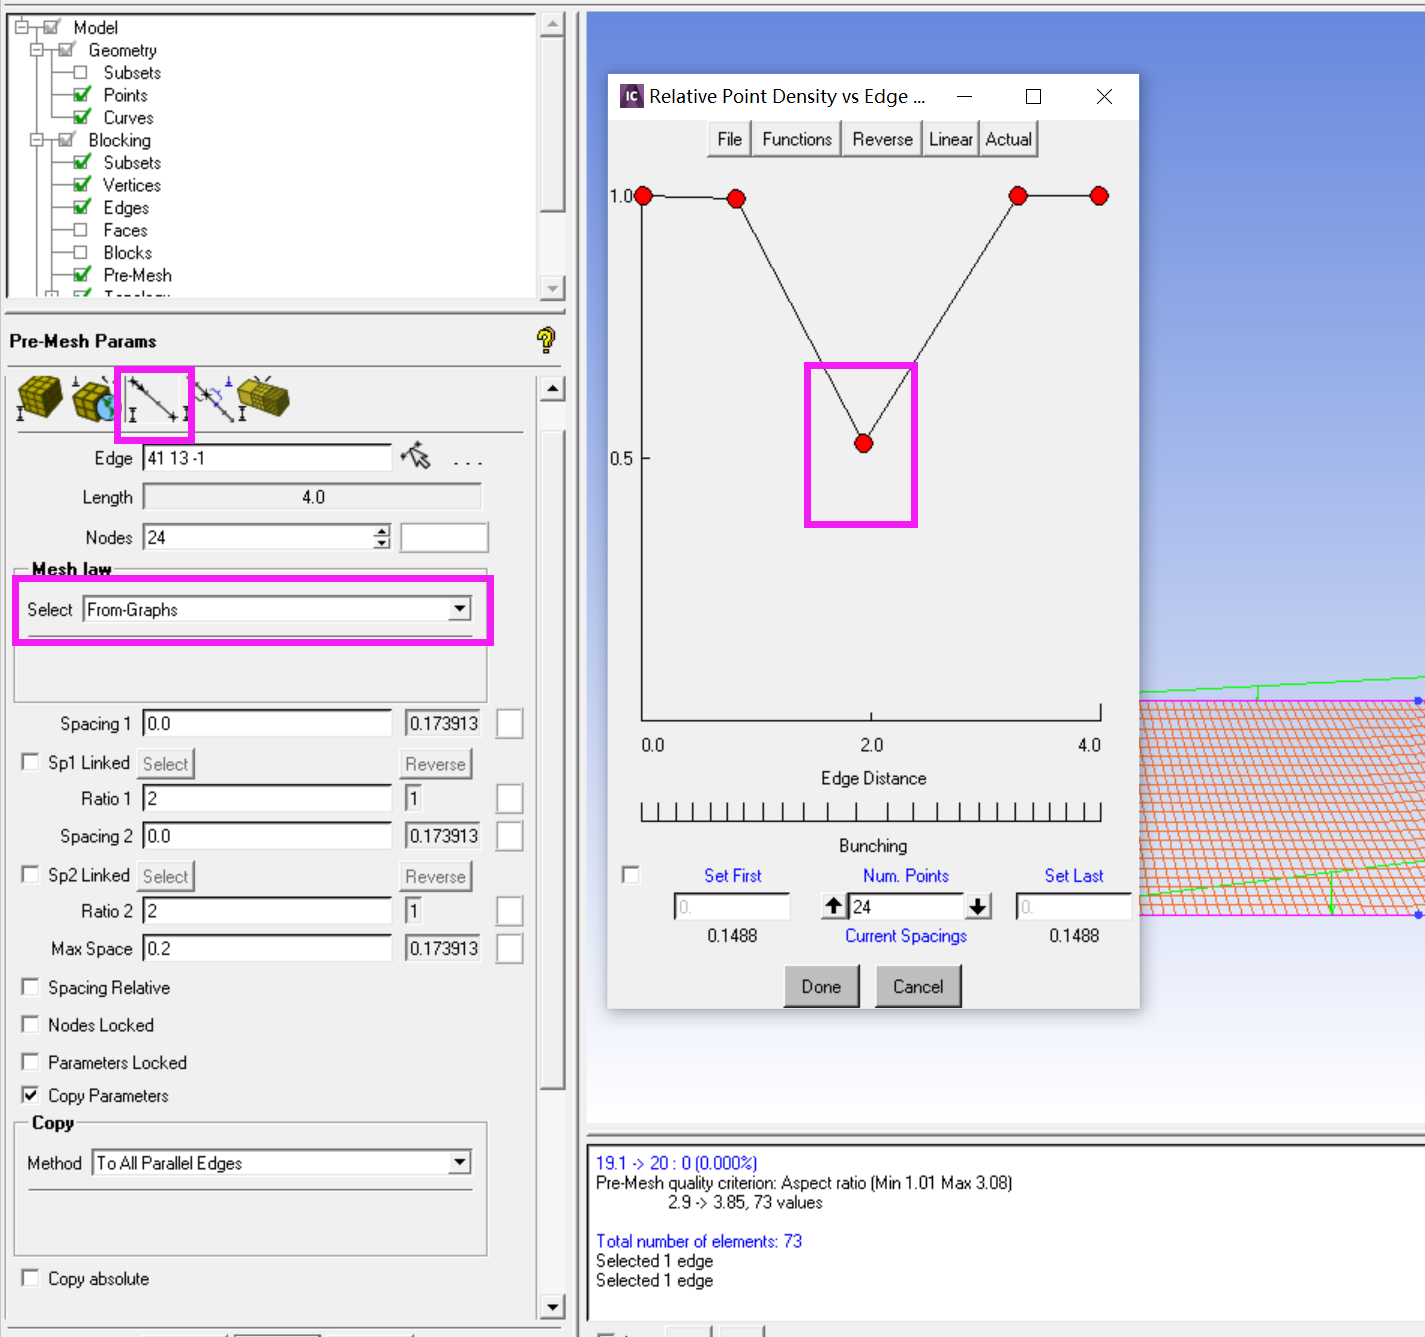 Model
Geometry
Subsets
Points
Curves
Blocking
Subsets
Vertices
Edges
Faces
Blocks
Pre-Mesh
Pre-Mesh Params
Edge 41 13 -1 ...
Length 4.0
Nodes 24
Mesh law
Select From-Graphs
Spacing 1 0.0 0.173913
Sp1 Linked Select Reverse
Ratio 1 2 1
Spacing 2 0.0 0.173913
Sp2 Linked Select Reverse
Ratio 2 2 1
Max Space 0.2 0.173913
Spacing Relative
Nodes Locked
Parameters Locked
Copy Parameters
Copy
Method To All Parallel Edges
Copy absolute
IC Relative Point Density vs Edge ...
File Functions Reverse Linear Actual
1.0
0.5
0.0 2.0 4.0
Edge Distance
Bunching
Set First Num. Points Set Last
0. 24 0.
0.1488 Current Spacings 0.1488
Done Cancel
19.1 -> 20 : 0 (0.000%)
Pre-Mesh quality criterion: Aspect ratio (Min 1.01 Max 3.08)
2.9 -> 3.85, 73 values
Total number of elements: 73
Selected 1 edge
Selected 1 edge